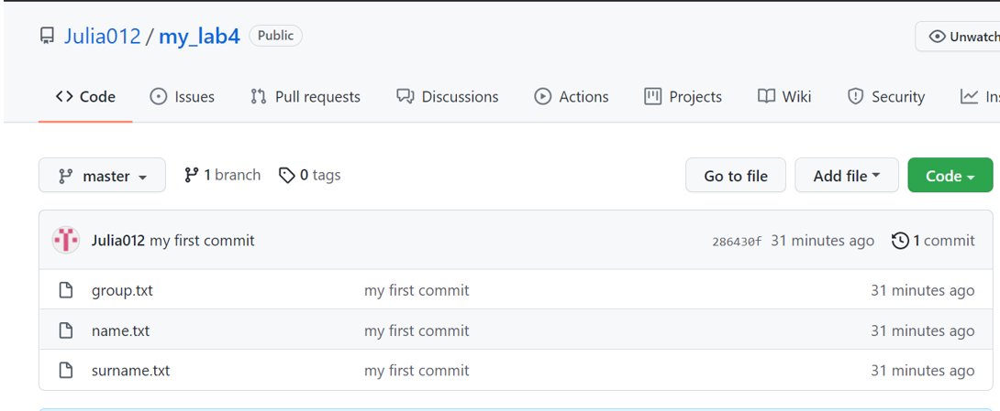 Julia012 / my_lab4 Public Unwatch
Code Issues Pull requests Discussions Actions Projects Wiki Security Ins
master 1 branch 0 tags Go to file Add file Code
Julia012 my first commit 286430f 31 minutes ago 1 commit
group.txt my first commit 31 minutes ago
name.txt my first commit 31 minutes ago
surname.txt my first commit 31 minutes ago